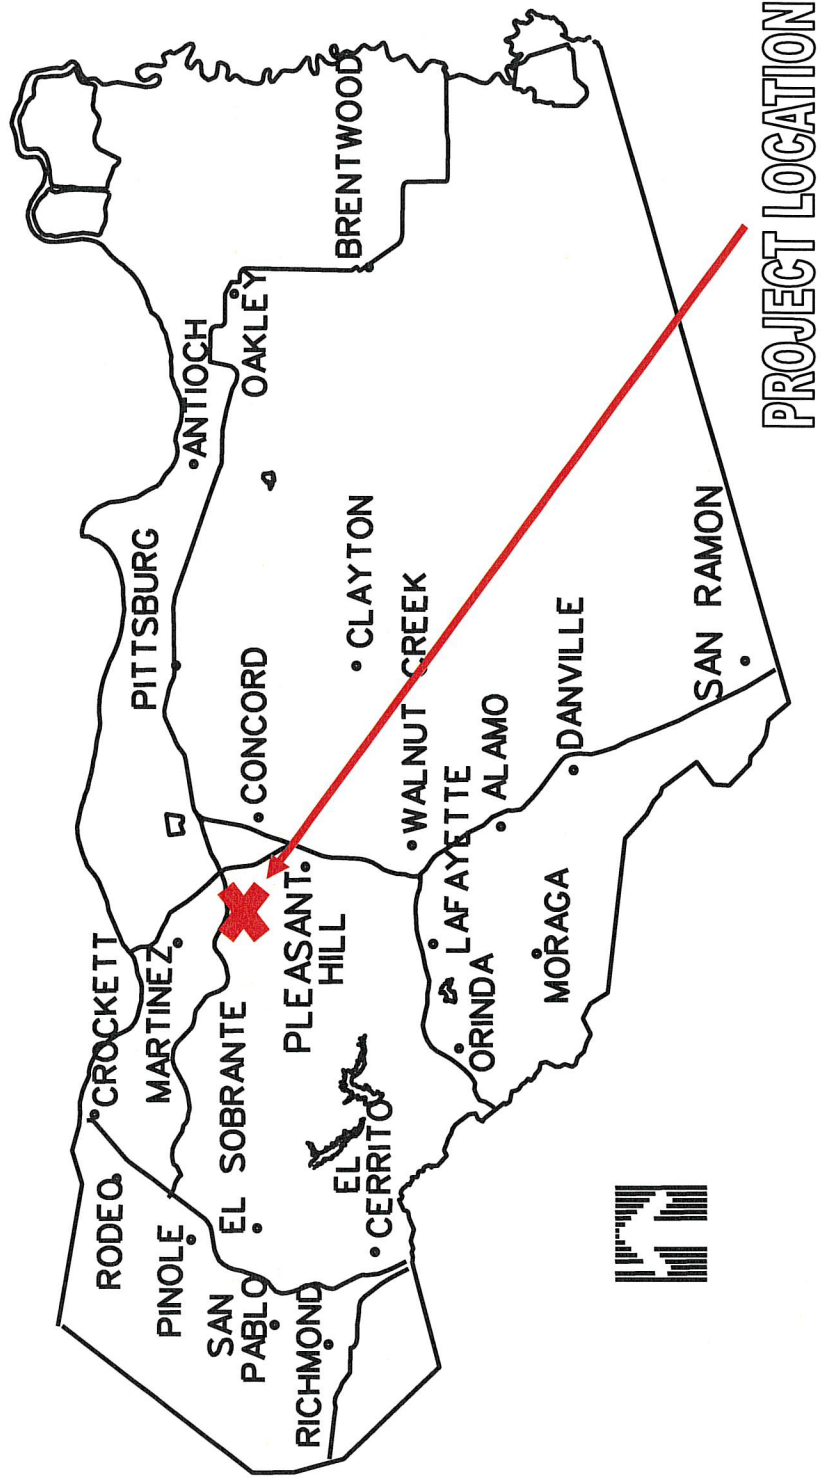 CROCKETT
RODEO
MARTINEZ
PITTSBURG
ANTIOCH
PINOLE
OAKLEY
EL SOBRANTE
CONCORD
SAN
PABLO
PLEASANT
HILL
BRENTWOOD
RICHMOND
CLAYTON
EL
CERRITO
WALNUT CREEK
LAFAYETTE
ORINDA
ALAMO
MORAGA
DANVILLE
SAN RAMON
PROJECT LOCATION